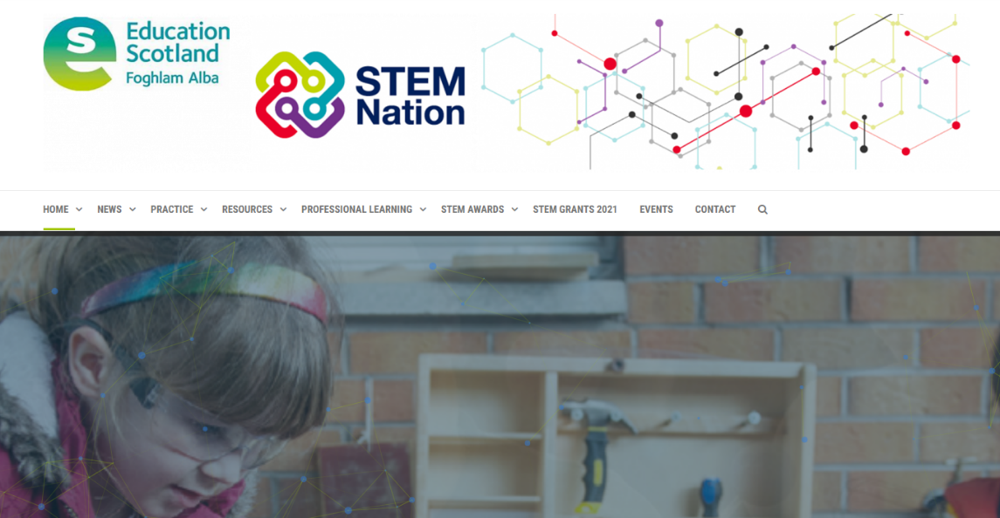 Education
Scotland
Foghlam Alba
STEM
Nation
HOME NEWS PRACTICE RESOURCES PROFESSIONAL LEARNING STEM AWARDS STEM GRANTS 2021 EVENTS CONTACT